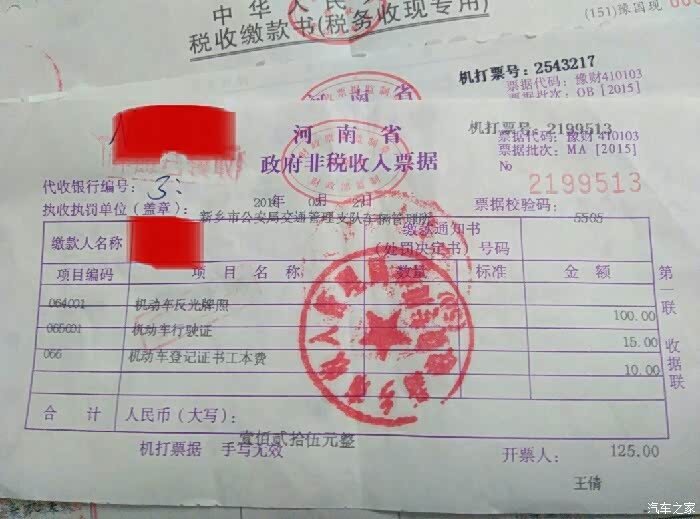 中华人民
税收缴款书(税务收现专用)
(151)豫国现
机打票号: 2543217
票据代码: 豫财410103
票据批次: OB [2015]
河南省
政府非税收入票据
机打票号: 2199513
票据代码: 豫财410103
票据批次: MA [2015]
No 2199513
代收银行编号:
执收执罚单位(盖章): 新乡市公安局交通管理支队车辆管理所
票据校验码: 5505
缴款人名称
缴款通知书
(处罚决定书)号码
项目编码 项目名称 数量 标准 金额
064001 机动车反光牌照 100.00
065001 机动车行驶证 15.00
066 机动车登记证书工本费 10.00
合计 人民币(大写): 壹佰贰拾伍元整 125.00
机打票据 手写无效 开票人: 王倩
第一联 收据联
汽车之家